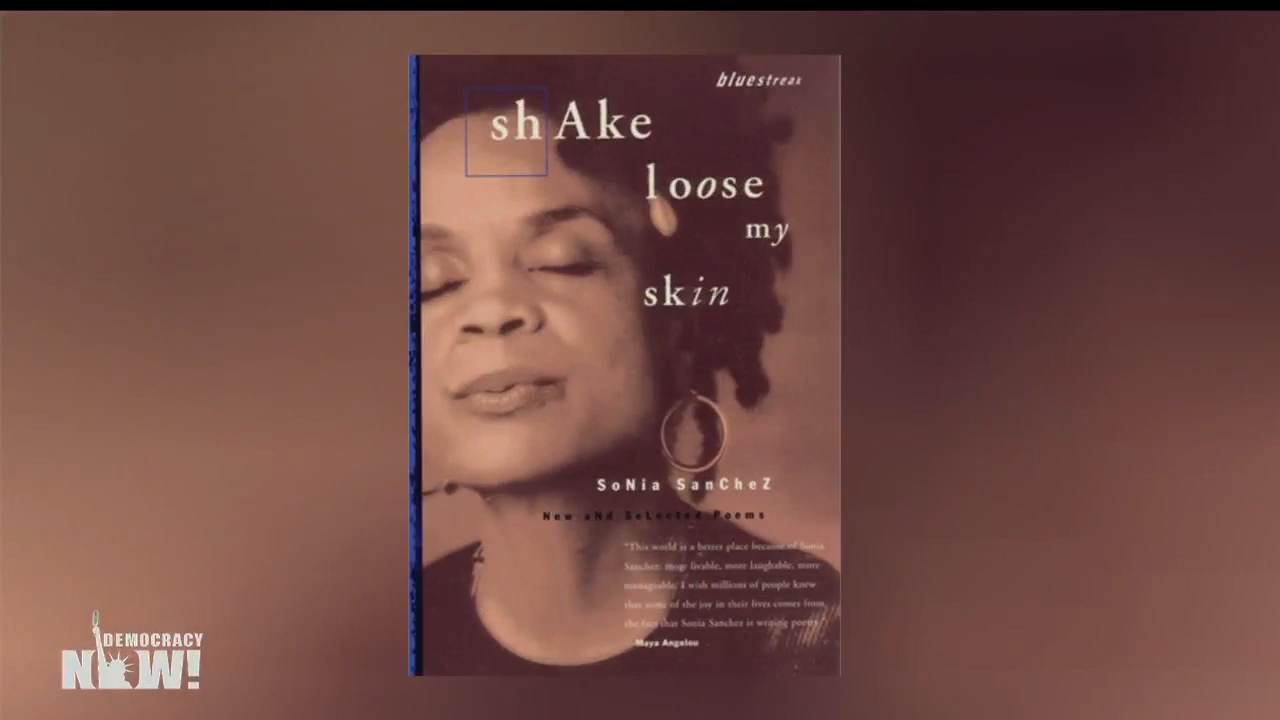 bluestreak
shAke
loose
my
skin
SoNia SanCheZ
New aNd SeLected Poems
"This world is a better place because of Sonia
Sanchez: more livable, more laughable, more
manageable. I wish millions of people knew
that some of the joy in their lives comes from
the fact that Sonia Sanchez is writing poetry."
—Maya Angelou
DEMOCRACY
NOW!